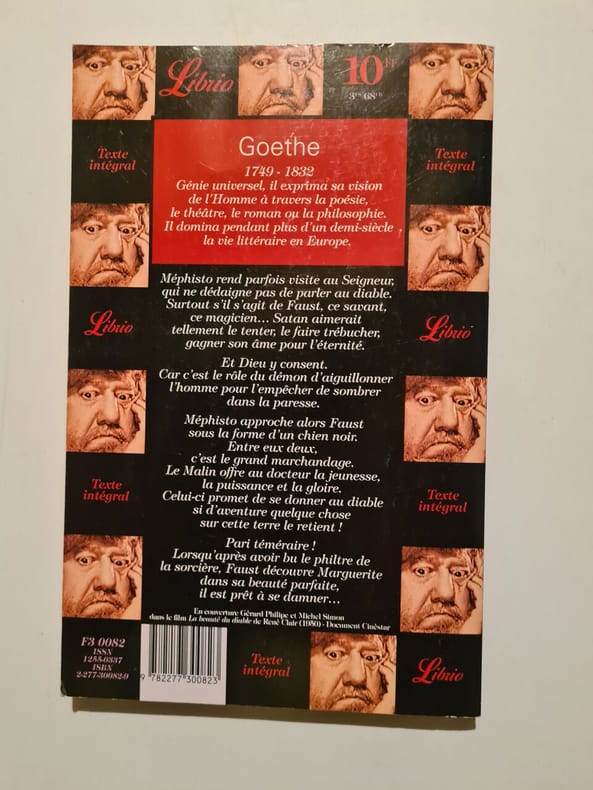 Librio
10 FF
Texte
intégral
Texte
intégral
Goethe
1749 - 1832
Génie universel, il exprima sa vision
de l'Homme à travers la poésie,
le théâtre, le roman ou la philosophie.
Il domina pendant plus d'un demi-siècle
la vie littéraire en Europe.
Méphisto rend parfois visite au Seigneur,
qui ne dédaigne pas de parler au diable.
Surtout s'il s'agit de Faust, ce savant,
ce magicien... Satan aimerait
tellement le tenter, le faire trébucher,
gagner son âme pour l'éternité.
Librio
Librio
Et Dieu y consent.
Car c'est le rôle du démon d'aiguillonner
l'homme pour l'empêcher de sombrer
dans la paresse.
Méphisto approche alors Faust
sous la forme d'un chien noir.
Entre eux deux,
c'est le grand marchandage.
Le Malin offre au docteur la jeunesse,
la puissance et la gloire.
Celui-ci promet de se donner au diable
si d'aventure quelque chose
sur cette terre le retient !
Texte
intégral
Texte
intégral
Pari téméraire !
Lorsqu'après avoir bu le philtre de
la sorcière, Faust découvre Marguerite
dans sa beauté parfaite,
il est prêt à se damner...
En couverture Gérard Philipe et Michel Simon
dans le film La beauté du diable de René Clair (1950) - Document Cinéstar
F3 0082
ISSN
1255-0337
ISBN
2-277-30082-9
9 782277 300823
Texte
intégral
Librio